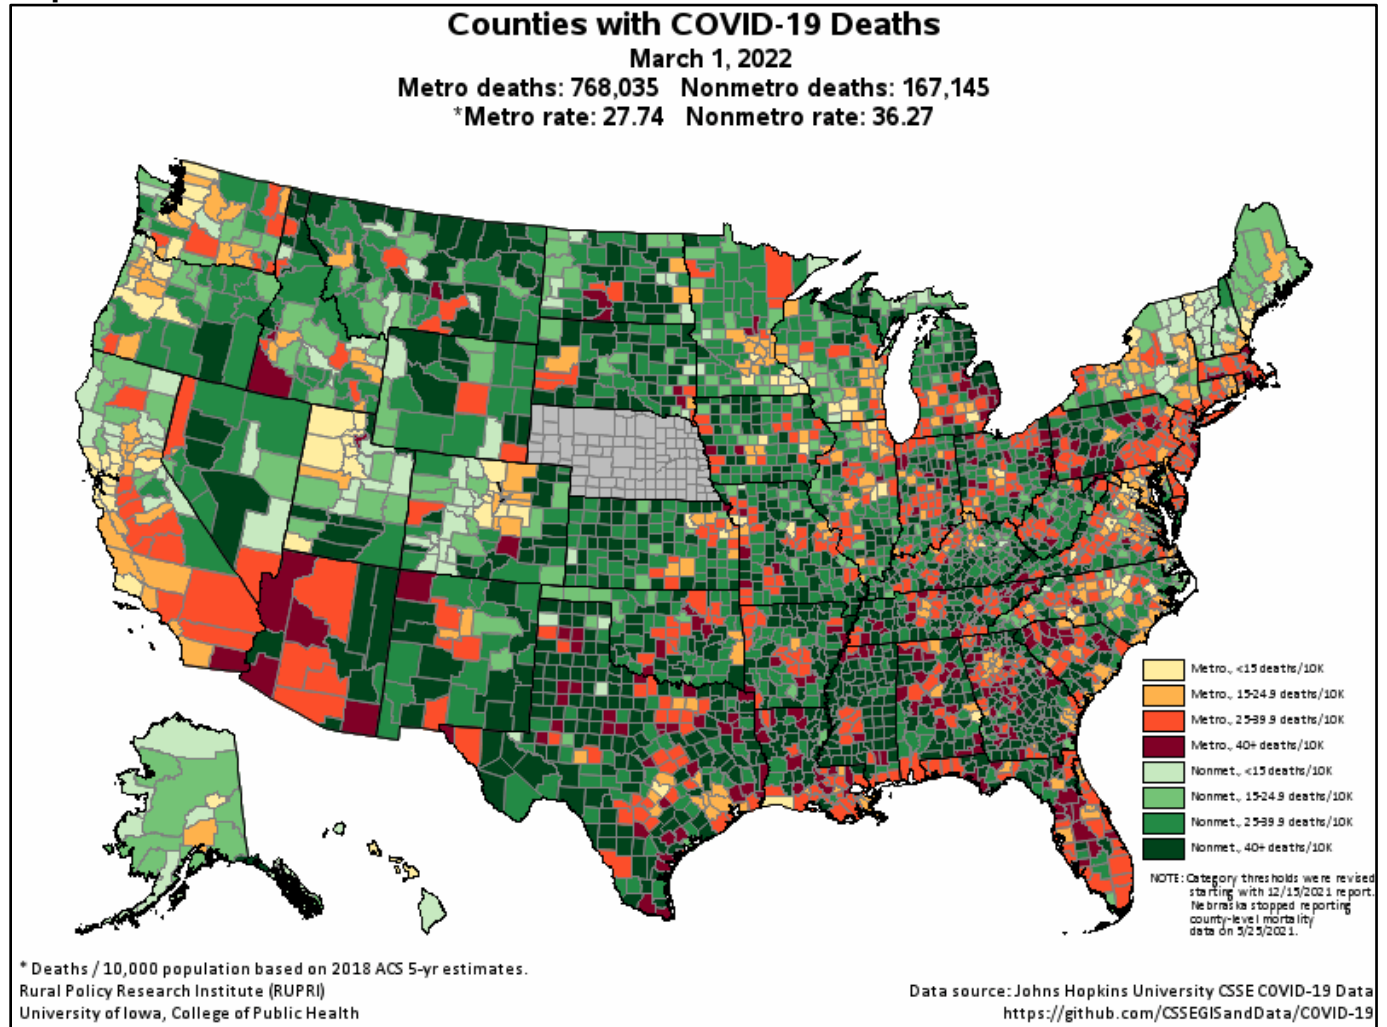 Counties with COVID-19 Deaths
March 1, 2022
Metro deaths: 768,035 Nonmetro deaths: 167,145
*Metro rate: 27.74 Nonmetro rate: 36.27
Metro., <15 deaths/10K
Metro., 15-24.9 deaths/10K
Metro., 25-39.9 deaths/10K
Metro., 40+ deaths/10K
Nonmet., <15 deaths/10K
Nonmet., 15-24.9 deaths/10K
Nonmet., 25-39.9 deaths/10K
Nonmet., 40+ deaths/10K
NOTE: Category thresholds were revised
starting with 12/15/2021 report.
Nebraska stopped reporting
county-level mortality
data on 5/25/2021.
* Deaths / 10,000 population based on 2018 ACS 5-yr estimates.
Rural Policy Research Institute (RUPRI)
University of Iowa, College of Public Health
Data source: Johns Hopkins University CSSE COVID-19 Data
https://github.com/CSSEGISandData/COVID-19